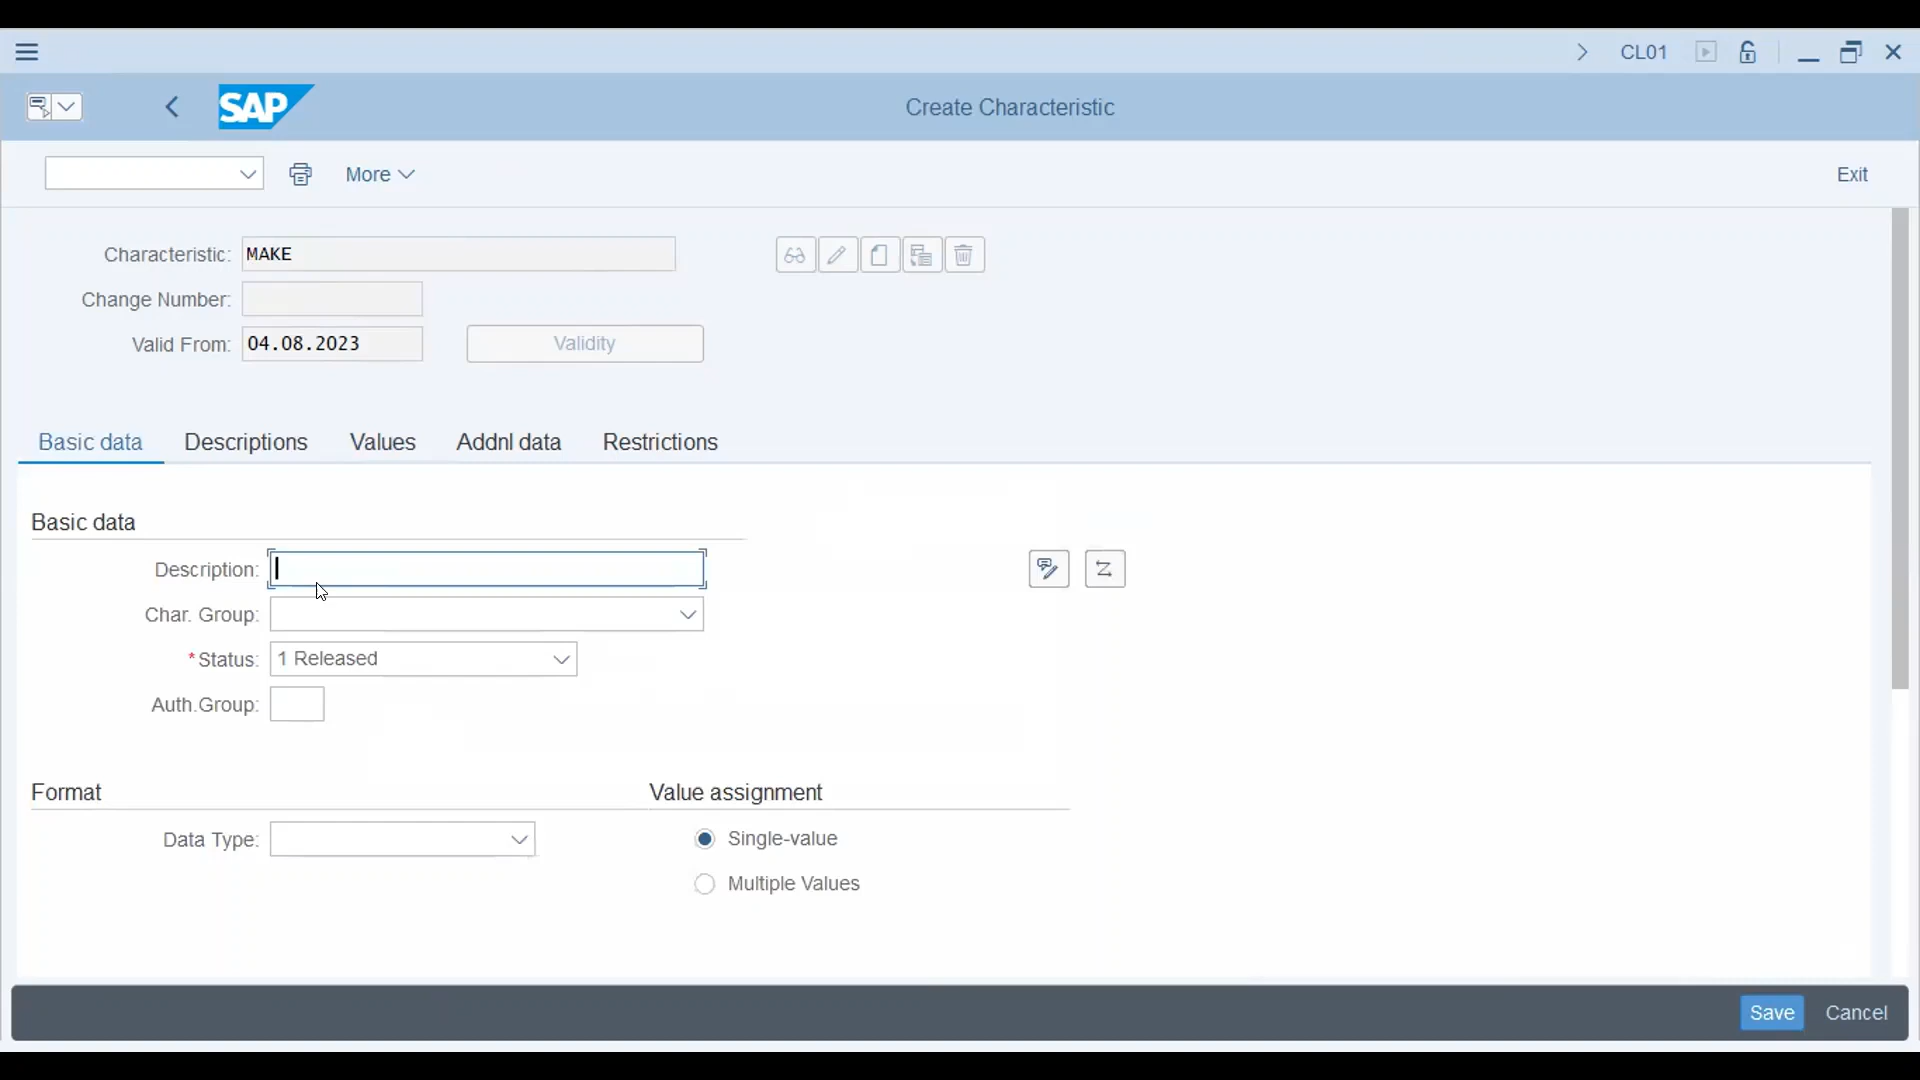 CL01
SAP
Create Characteristic
More
Exit
Characteristic: MAKE
Change Number:
Valid From: 04.08.2023 Validity
Basic data Descriptions Values Addnl data Restrictions
Basic data
Description:
Char. Group:
*Status: 1 Released
Auth.Group:
Format Value assignment
Data Type: Single-value
Multiple Values
Save Cancel